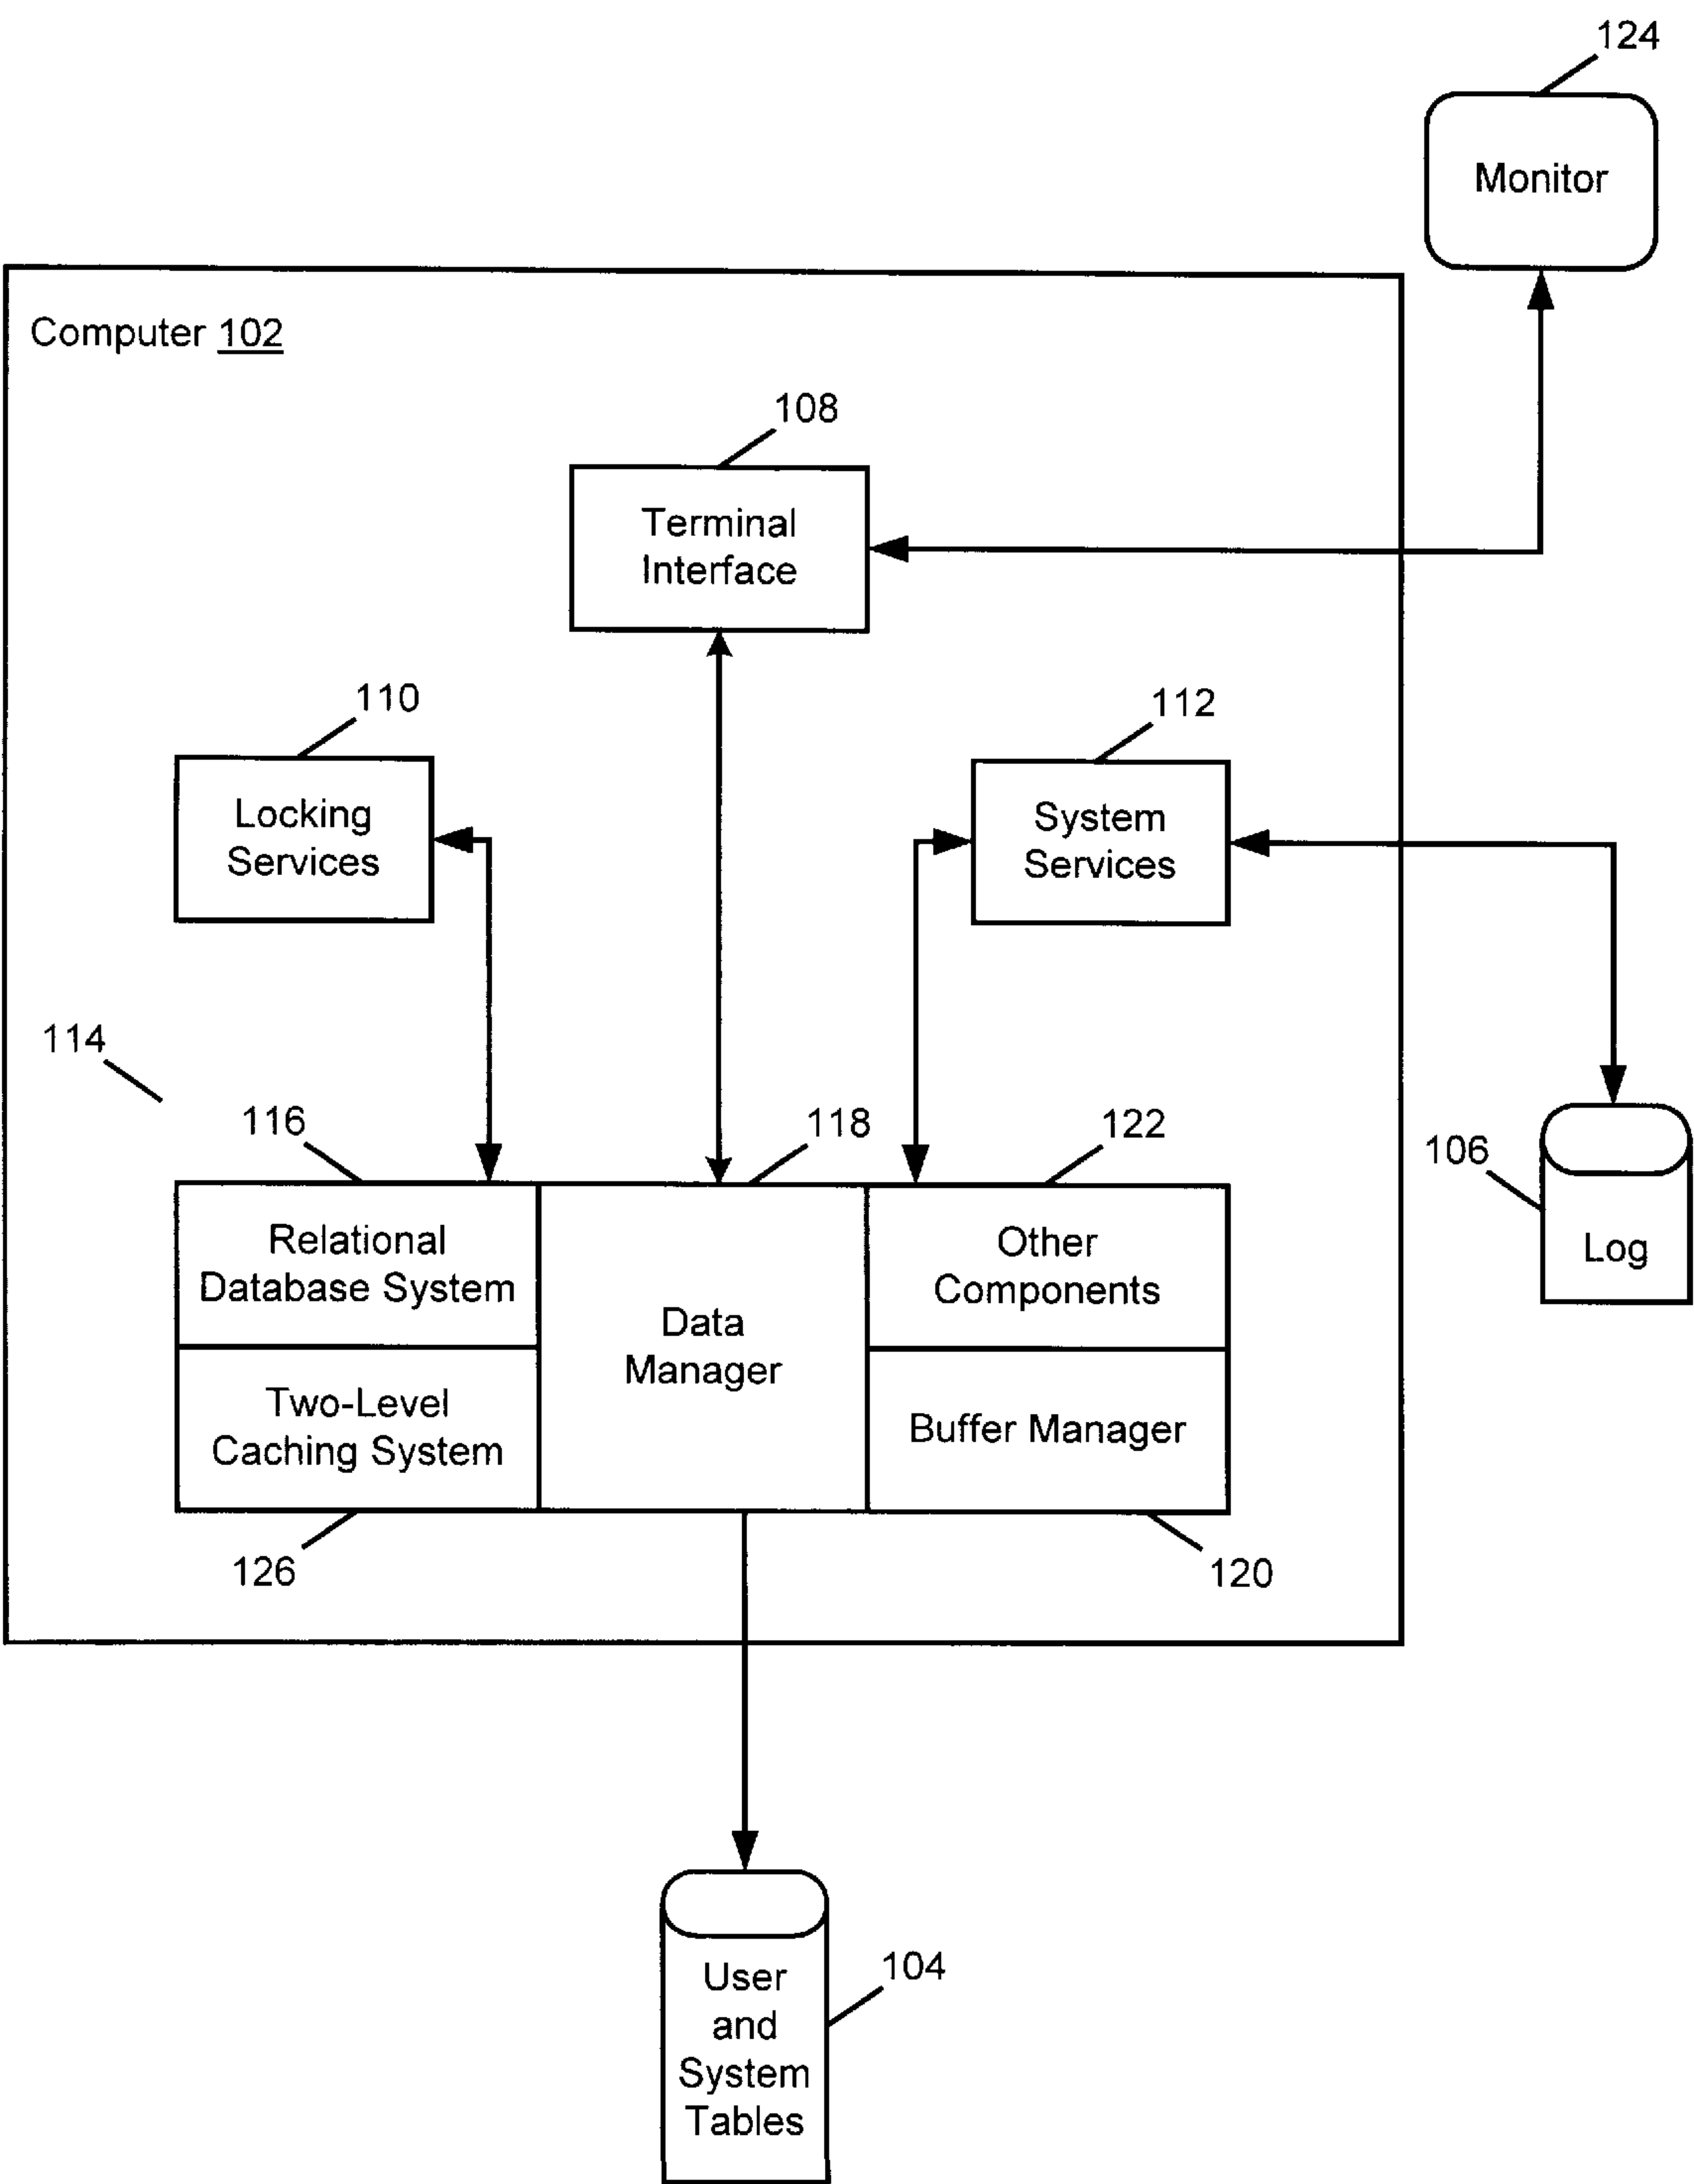 124
Monitor
Computer 102
108
Terminal
Interface
110
112
Locking
Services
System
Services
114
116
118
122
106
Relational
Database System
Data
Manager
Other
Components
Log
Two-Level
Caching System
Buffer Manager
126
120
104
User
and
System
Tables